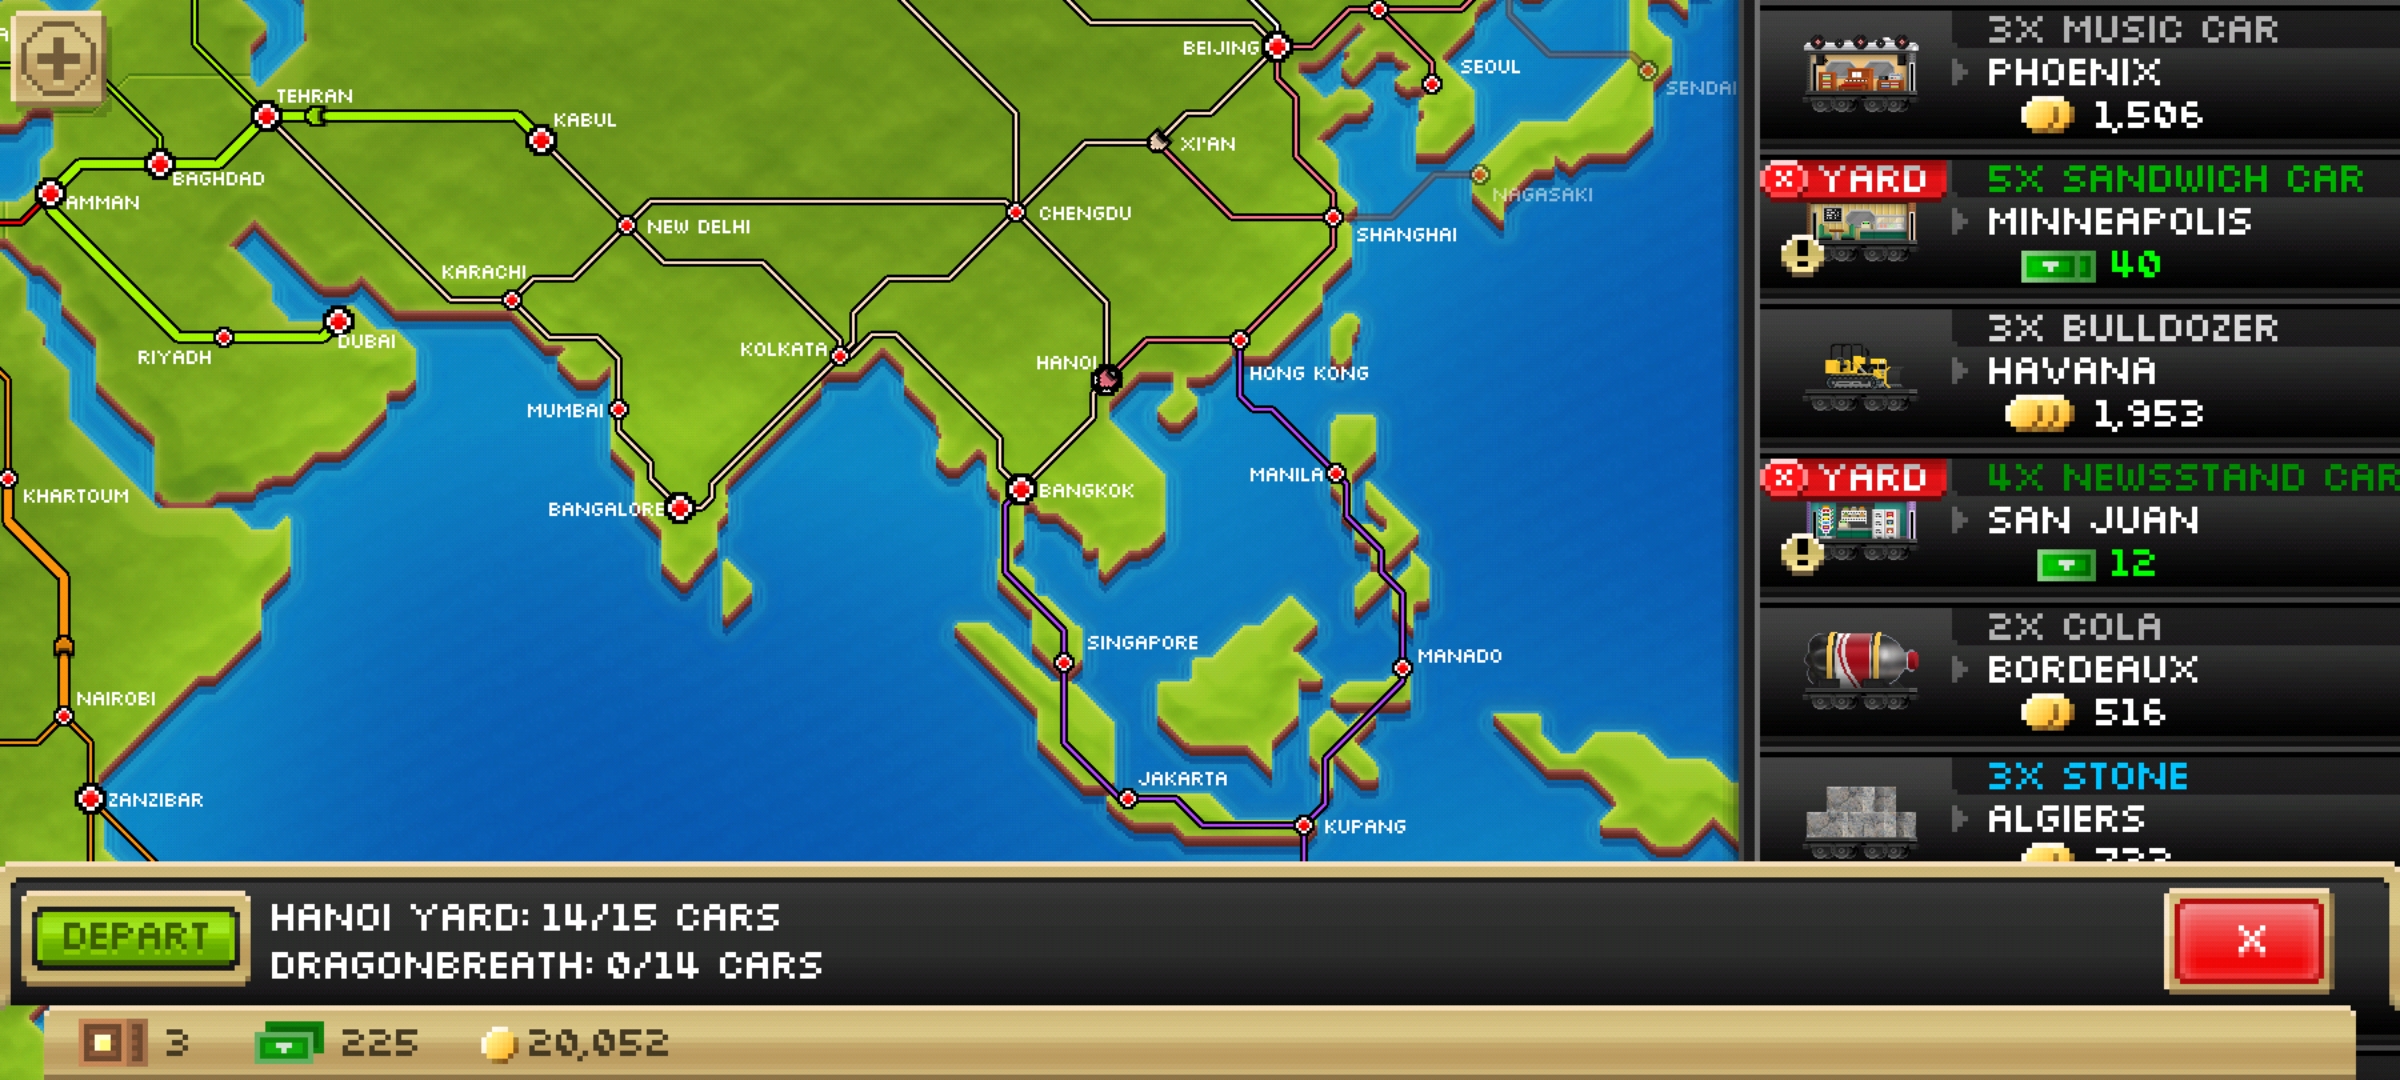 BEIJING
SEOUL
SENDAI
TEHRAN
KABUL
XI'AN
BAGHDAD
NAGASAKI
AMMAN
CHENGDU
NEW DELHI
SHANGHAI
KARACHI
DUBAI
RIYADH
KOLKATA
HANOI
HONG KONG
MUMBAI
MANILA
BANGKOK
KHARTOUM
BANGALORE
SINGAPORE
MANADO
NAIROBI
JAKARTA
ZANZIBAR
KUPANG
3X MUSIC CAR
PHOENIX
1,506
YARD
5X SANDWICH CAR
MINNEAPOLIS
40
3X BULLDOZER
HAVANA
1,953
YARD
4X NEWSSTAND CAR
SAN JUAN
12
2X COLA
BORDEAUX
516
3X STONE
ALGIERS
DEPART
HANOI YARD: 14/15 CARS
DRAGONBREATH: 0/14 CARS
X
3
225
20,052